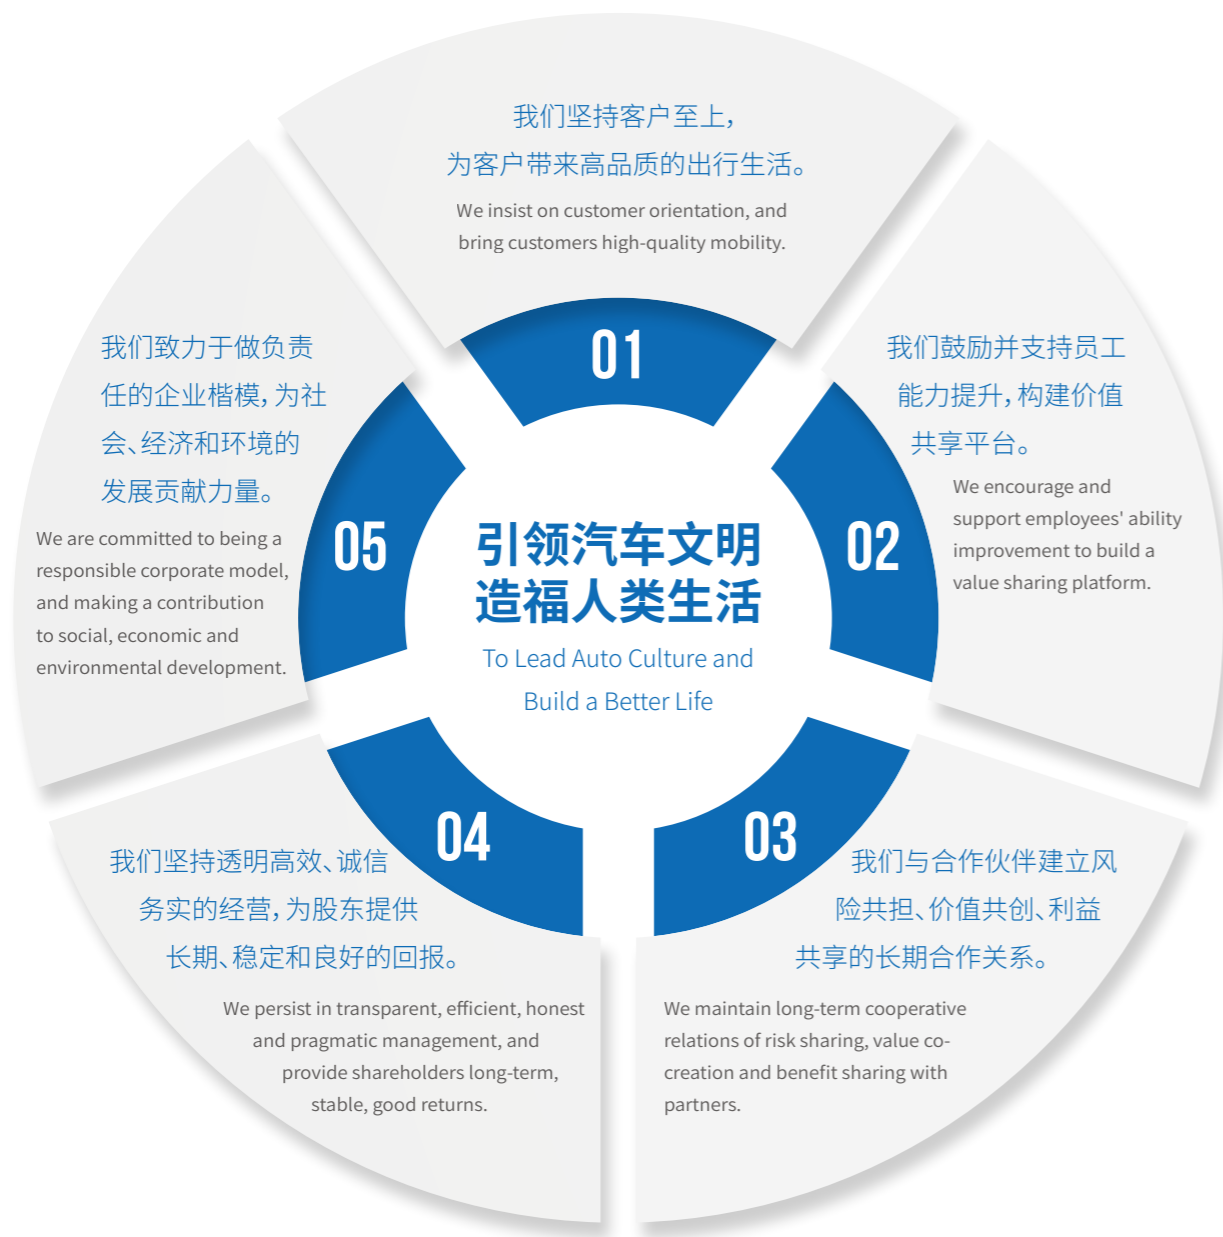 我们坚持客户至上，
为客户带来高品质的出行生活。
We insist on customer orientation, and
bring customers high-quality mobility.
01
我们鼓励并支持员工
能力提升，构建价值
共享平台。
We encourage and
support employees' ability
improvement to build a
value sharing platform.
02
我们与合作伙伴建立风
险共担、价值共创、利益
共享的长期合作关系。
We maintain long-term cooperative
relations of risk sharing, value co-
creation and benefit sharing with
partners.
03
我们坚持透明高效、诚信
务实的经营，为股东提供
长期、稳定和良好的回报。
We persist in transparent, efficient, honest
and pragmatic management, and
provide shareholders long-term,
stable, good returns.
04
我们致力于做负责
任的企业楷模，为社
会、经济和环境的
发展贡献力量。
We are committed to being a
responsible corporate model,
and making a contribution
to social, economic and
environmental development.
05
引领汽车文明
造福人类生活
To Lead Auto Culture and
Build a Better Life